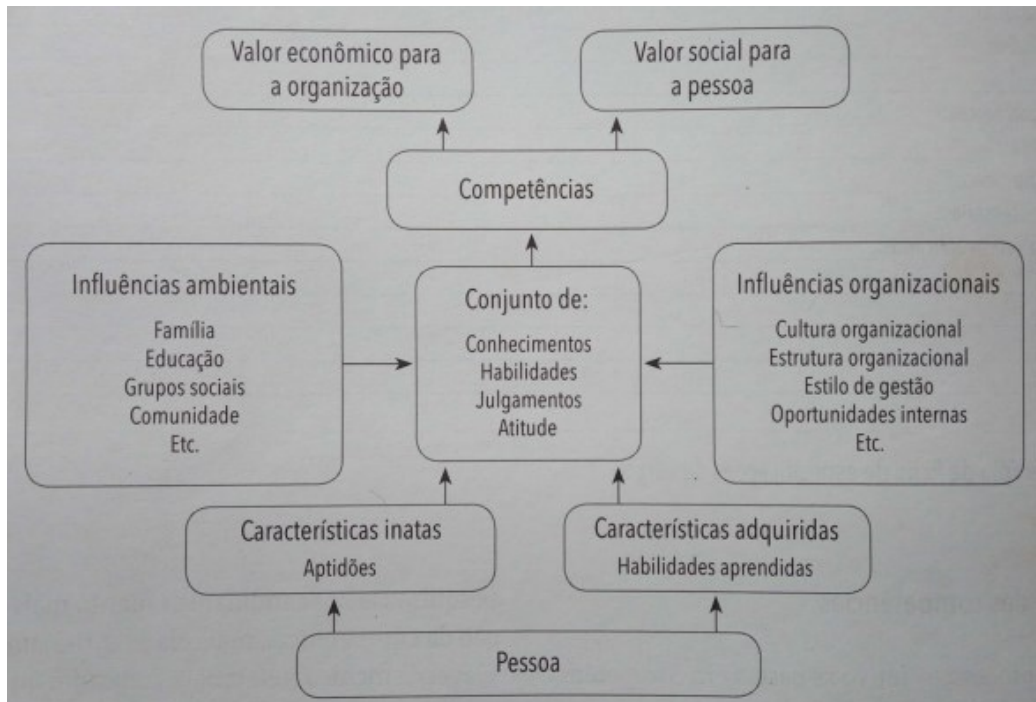 Valor econômico para
a organização
Valor social para
a pessoa
Competências
Influências ambientais
Família
Educação
Grupos sociais
Comunidade
Etc.
Conjunto de:
Conhecimentos
Habilidades
Julgamentos
Atitude
Influências organizacionais
Cultura organizacional
Estrutura organizacional
Estilo de gestão
Oportunidades internas
Etc.
Características inatas
Aptidões
Características adquiridas
Habilidades aprendidas
Pessoa